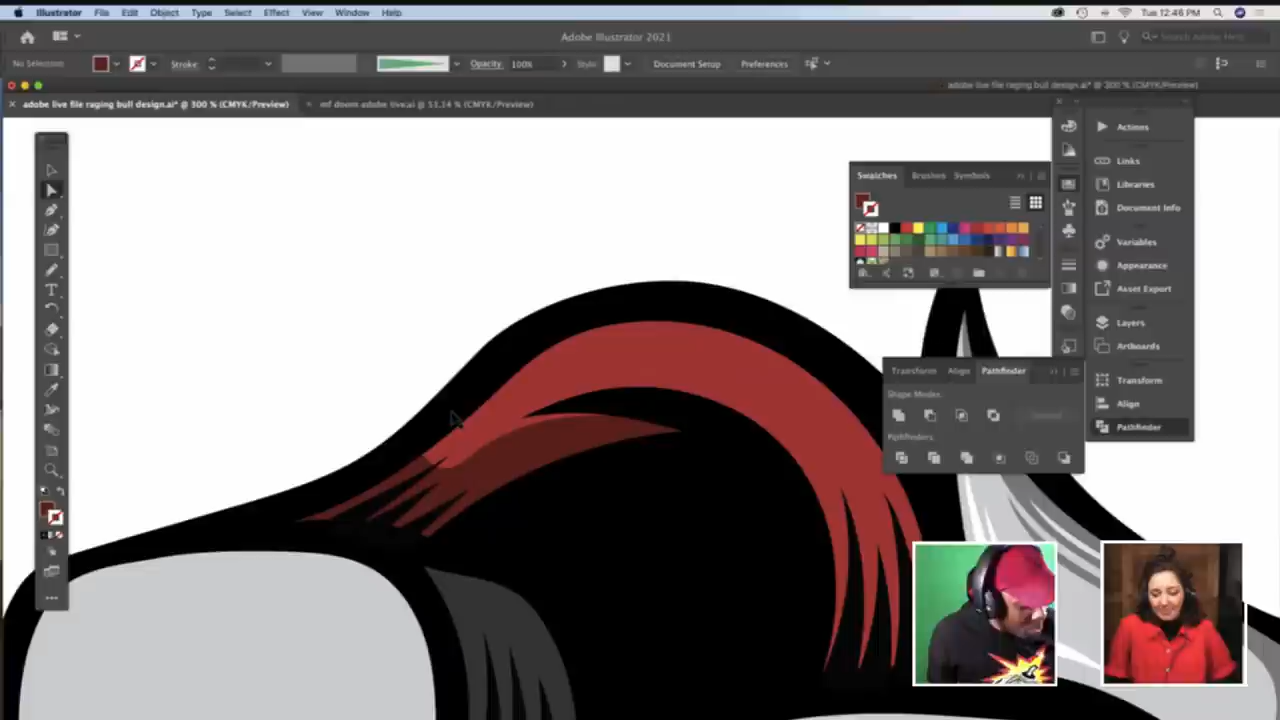 Illustrator File Edit Object Type Select Effect View Window Help Tue 12:46 PM
Adobe Illustrator 2021 Search Adobe Help
No Selection Stroke: Opacity 100% Style: Document Setup Preferences
adobe live file raging bull design.ai* @ 300 % (CMYK/Preview)
adobe live file raging bull design.ai* @ 300 % (CMYK/Preview) mf doom adobe live.ai @ 53.14 % (CMYK/Preview)
Actions
Links
Libraries
Document Info
Variables
Appearance
Asset Export
Layers
Artboards
Transform
Align
Pathfinder
Swatches Brushes Symbols
Transform Align Pathfinder
Shape Modes:
Pathfinders: